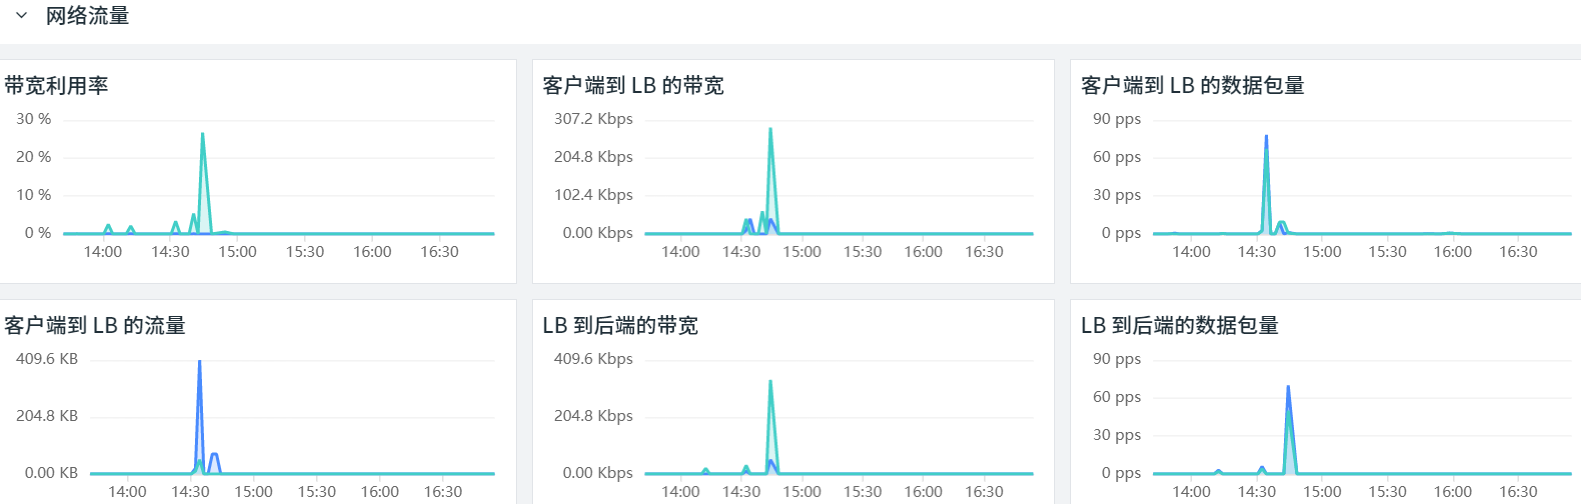 网络流量
带宽利用率
30 %
20 %
10 %
0 %
14:00 14:30 15:00 15:30 16:00 16:30
客户端到 LB 的带宽
307.2 Kbps
204.8 Kbps
102.4 Kbps
0.00 Kbps
14:00 14:30 15:00 15:30 16:00 16:30
客户端到 LB 的数据包量
90 pps
60 pps
30 pps
0 pps
14:00 14:30 15:00 15:30 16:00 16:30
客户端到 LB 的流量
409.6 KB
204.8 KB
0.00 KB
14:00 14:30 15:00 15:30 16:00 16:30
LB 到后端的带宽
409.6 Kbps
204.8 Kbps
0.00 Kbps
14:00 14:30 15:00 15:30 16:00 16:30
LB 到后端的数据包量
90 pps
60 pps
30 pps
0 pps
14:00 14:30 15:00 15:30 16:00 16:30